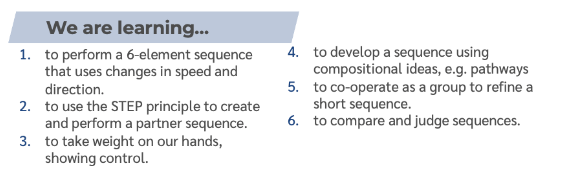 We are learning...
1. to perform a 6-element sequence
that uses changes in speed and
direction.
2. to use the STEP principle to create
and perform a partner sequence.
3. to take weight on our hands,
showing control.
4. to develop a sequence using
compositional ideas, e.g. pathways
5. to co-operate as a group to refine a
short sequence.
6. to compare and judge sequences.